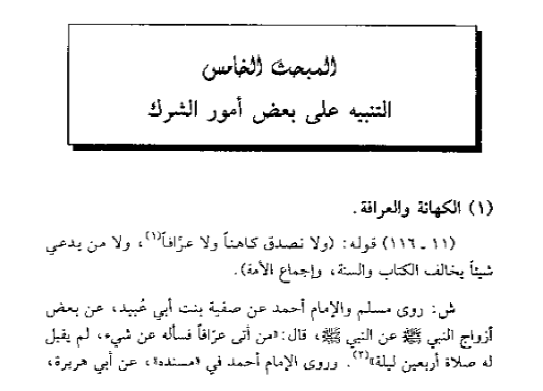 المبحث الخامس
التنبيه على بعض أمور الشرك
(١) الكهانة والعرافة .
(١١ ـ ١١٦) قوله: (ولا نصدق كاهناً ولا عرَّافاً(١)، ولا من يدعي
شيئاً يخالف الكتاب والسنة، وإجماع الأمة).
ش: روى مسلم والإمام أحمد عن صفية بنت أبي عُبيد، عن بعض
أزواج النبي ﷺ عن النبي ﷺ، قال: «من أتى عرَّافاً فسأله عن شيء، لم يقبل
له صلاة أربعين ليلة»(٢). وروى الإمام أحمد في «مسنده»، عن أبي هريرة،